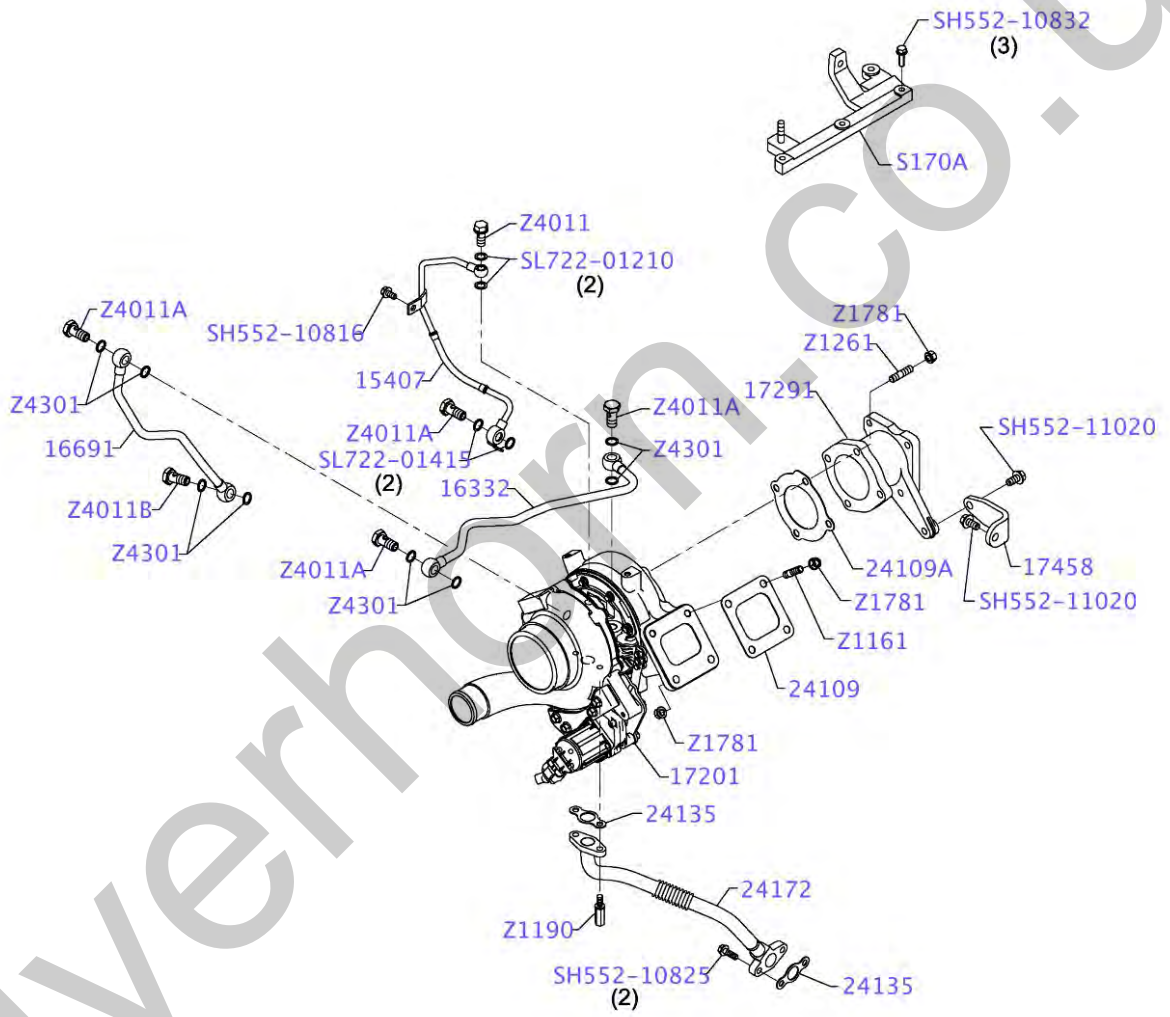 SH552-10832
(3)
S170A
Z4011
SL722-01210
(2)
Z4011A
SH552-10816
Z1781
Z1261
15407
17291
Z4301
Z4011A
16691
Z4011A
SH552-11020
SL722-01415
(2)
Z4301
16332
Z4011B
Z4301
Z4011A
24109A
17458
Z4301
Z1781
SH552-11020
Z1161
24109
Z1781
17201
24135
24172
Z1190
SH552-10825
(2)
24135
verhorn.co.u